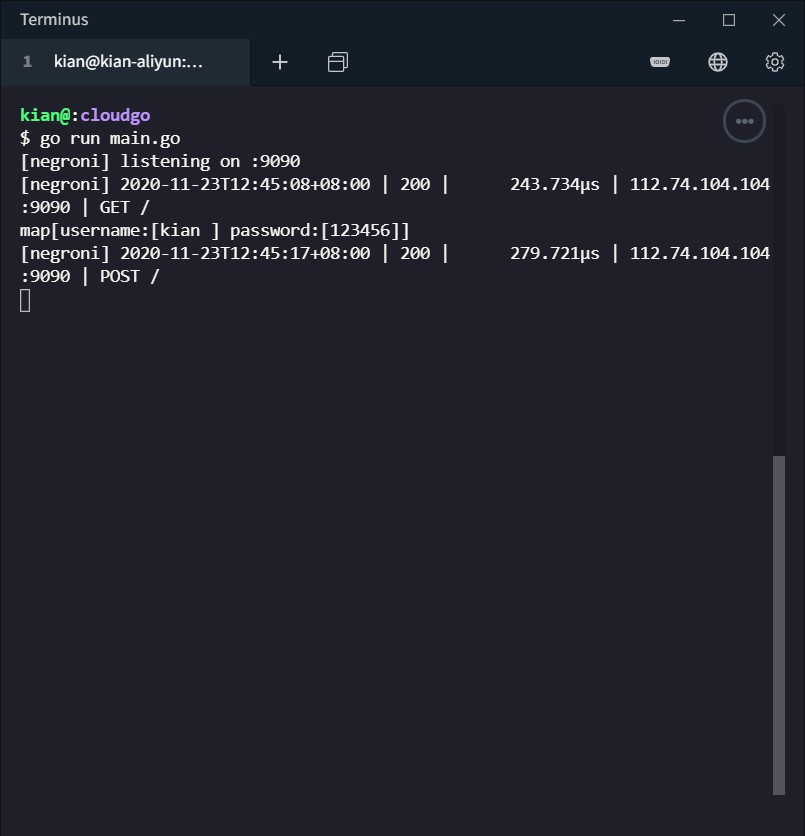 Terminus
1 kian@kian-aliyun:...
kian@:cloudgo
$ go run main.go
[negroni] listening on :9090
[negroni] 2020-11-23T12:45:08+08:00 | 200 |      243.734µs | 112.74.104.104
:9090 | GET /
map[username:[kian ] password:[123456]]
[negroni] 2020-11-23T12:45:17+08:00 | 200 |      279.721µs | 112.74.104.104
:9090 | POST /